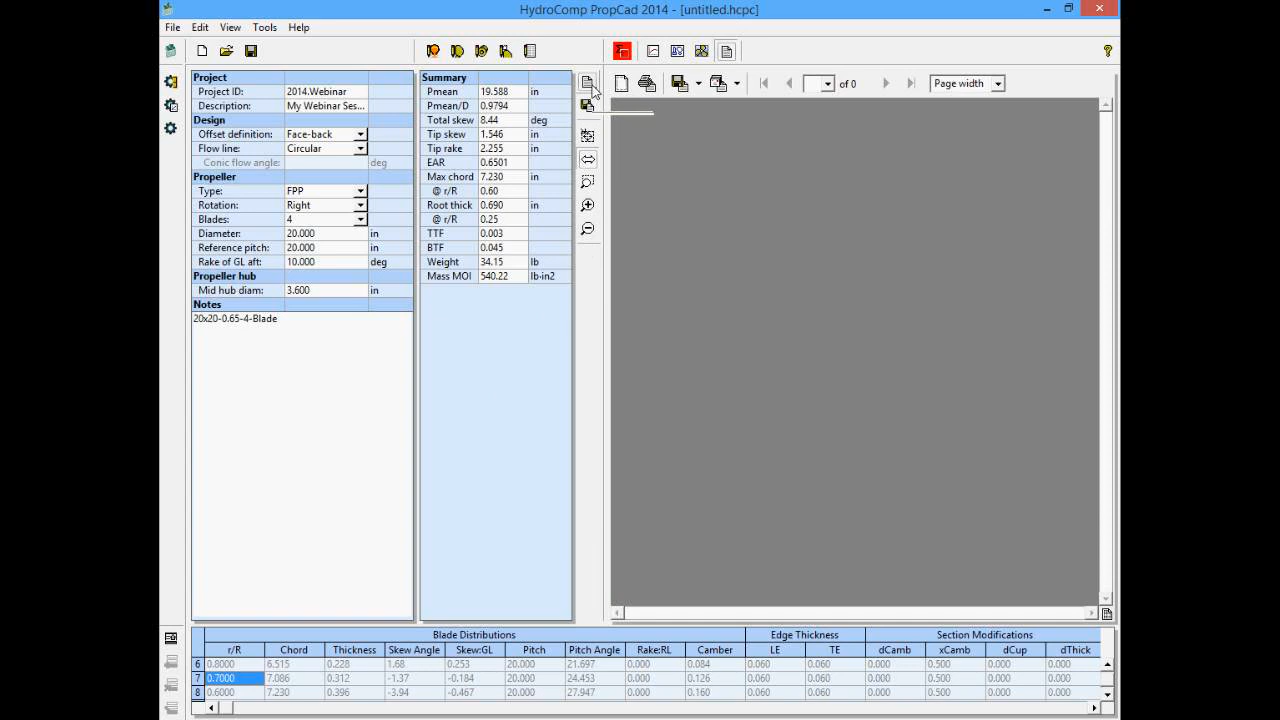 HydroComp PropCad 2014 - [untitled.hcpc]
File Edit View Tools Help
of 0 Page width
Project
Project ID: 2014.Webinar
Description: My Webinar Ses...
Design
Offset definition: Face-back
Flow line: Circular
Conic flow angle: deg
Propeller
Type: FPP
Rotation: Right
Blades: 4
Diameter: 20.000 in
Reference pitch: 20.000 in
Rake of GL aft: 10.000 deg
Propeller hub
Mid hub diam: 3.600 in
Notes
20x20-0.65-4-Blade
Summary
Pmean 19.588 in
Pmean/D 0.9794
Total skew 8.44 deg
Tip skew 1.546 in
Tip rake 2.255 in
EAR 0.6501
Max chord 7.230 in
@ r/R 0.60
Root thick 0.690 in
@ r/R 0.25
TTF 0.003
BTF 0.045
Weight 34.15 lb
Mass MOI 540.22 lb-in2
Blade Distributions Edge Thickness Section Modifications
r/R Chord Thickness Skew Angle Skew:GL Pitch Pitch Angle Rake:RL Camber LE TE dCamb xCamb dCup dThick
6 0.8000 6.515 0.228 1.68 0.253 20.000 21.697 0.000 0.084 0.060 0.060 0.000 0.500 0.000 0.000
7 0.7000 7.086 0.312 -1.37 -0.184 20.000 24.453 0.000 0.126 0.060 0.060 0.000 0.500 0.000 0.000
8 0.6000 7.230 0.396 -3.94 -0.467 20.000 27.947 0.000 0.160 0.060 0.060 0.000 0.500 0.000 0.000